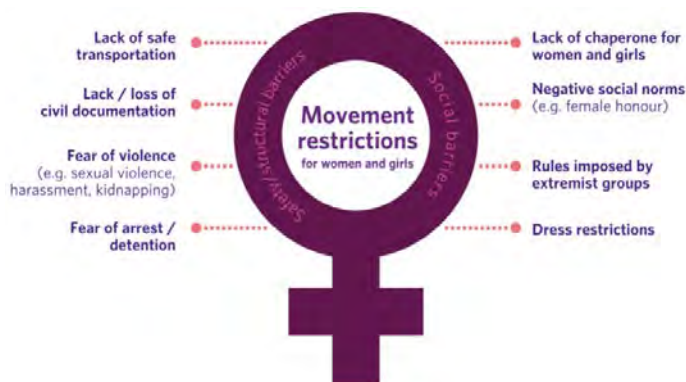 Lack of safe
transportation
Lack / loss of
civil documentation
Fear of violence
(e.g. sexual violence,
harassment, kidnapping)
Fear of arrest /
detention
Safety/structural barriers
Movement
restrictions
for women and girls
Social barriers
Lack of chaperone for
women and girls
Negative social norms
(e.g. female honour)
Rules imposed by
extremist groups
Dress restrictions